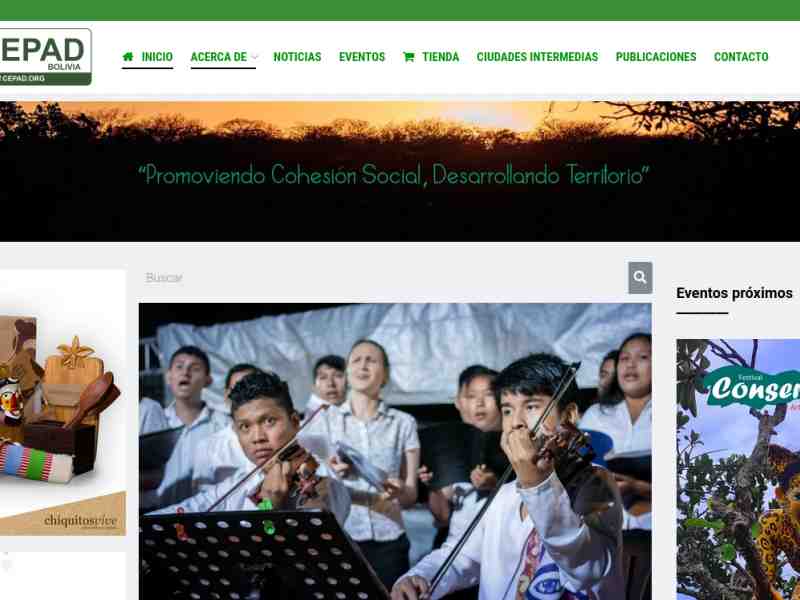 EPAD
BOLIVIA
CEPAD.ORG
INICIO
ACERCA DE
NOTICIAS
EVENTOS
TIENDA
CIUDADES INTERMEDIAS
PUBLICACIONES
CONTACTO
“Promoviendo Cohesión Social, Desarrollando Territorio”
Buscar
Eventos próximos
Festival
Conser
chiquitosvive